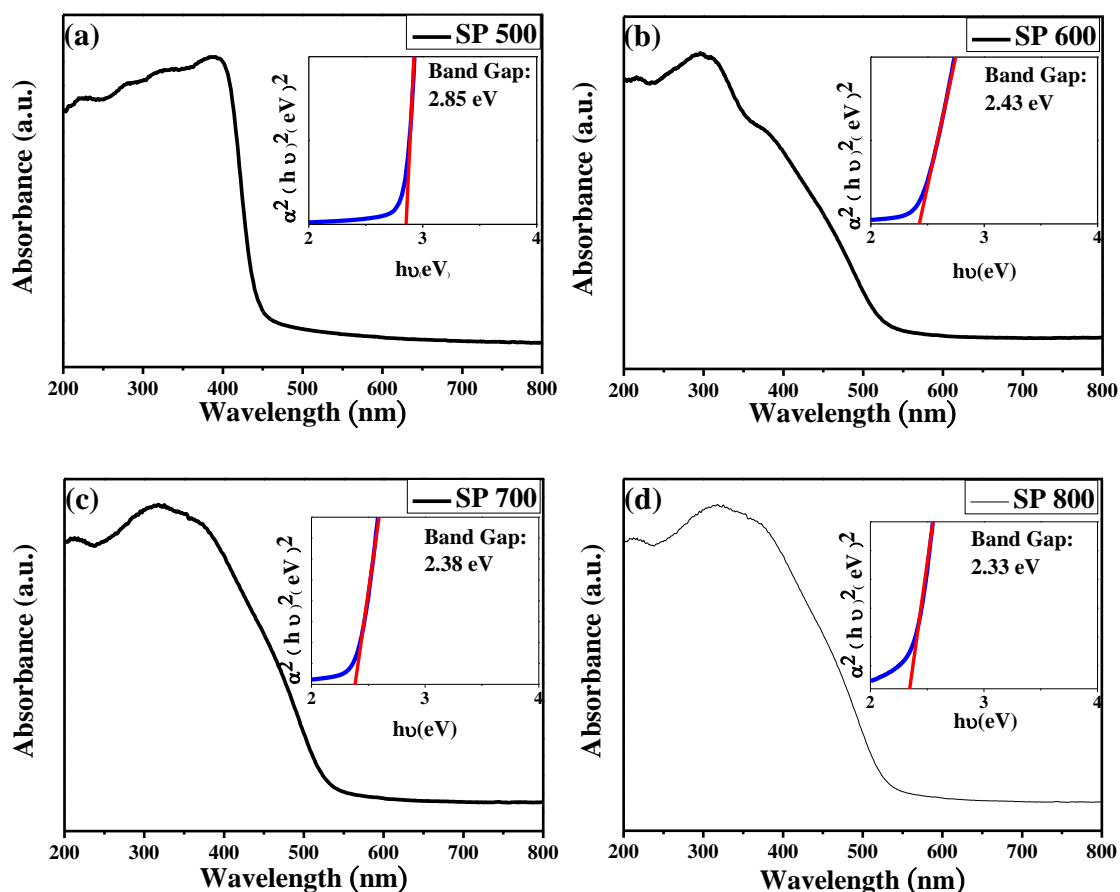 (a)
SP 500
Band Gap:
2.85 eV
α² (h υ)² (eV)²
2 3 4
hυ(eV)
Absorbance (a.u.)
200 300 400 500 600 700 800
Wavelength (nm)
(b)
SP 600
Band Gap:
2.43 eV
α² (h υ)² (eV)²
2 3 4
hυ(eV)
Absorbance (a.u.)
200 300 400 500 600 700 800
Wavelength (nm)
(c)
SP 700
Band Gap:
2.38 eV
α² (h υ)² (eV)²
2 3 4
hυ(eV)
Absorbance (a.u.)
200 300 400 500 600 700 800
Wavelength (nm)
(d)
SP 800
Band Gap:
2.33 eV
α² (h υ)² (eV)²
2 3 4
hυ(eV)
Absorbance (a.u.)
200 300 400 500 600 700 800
Wavelength (nm)